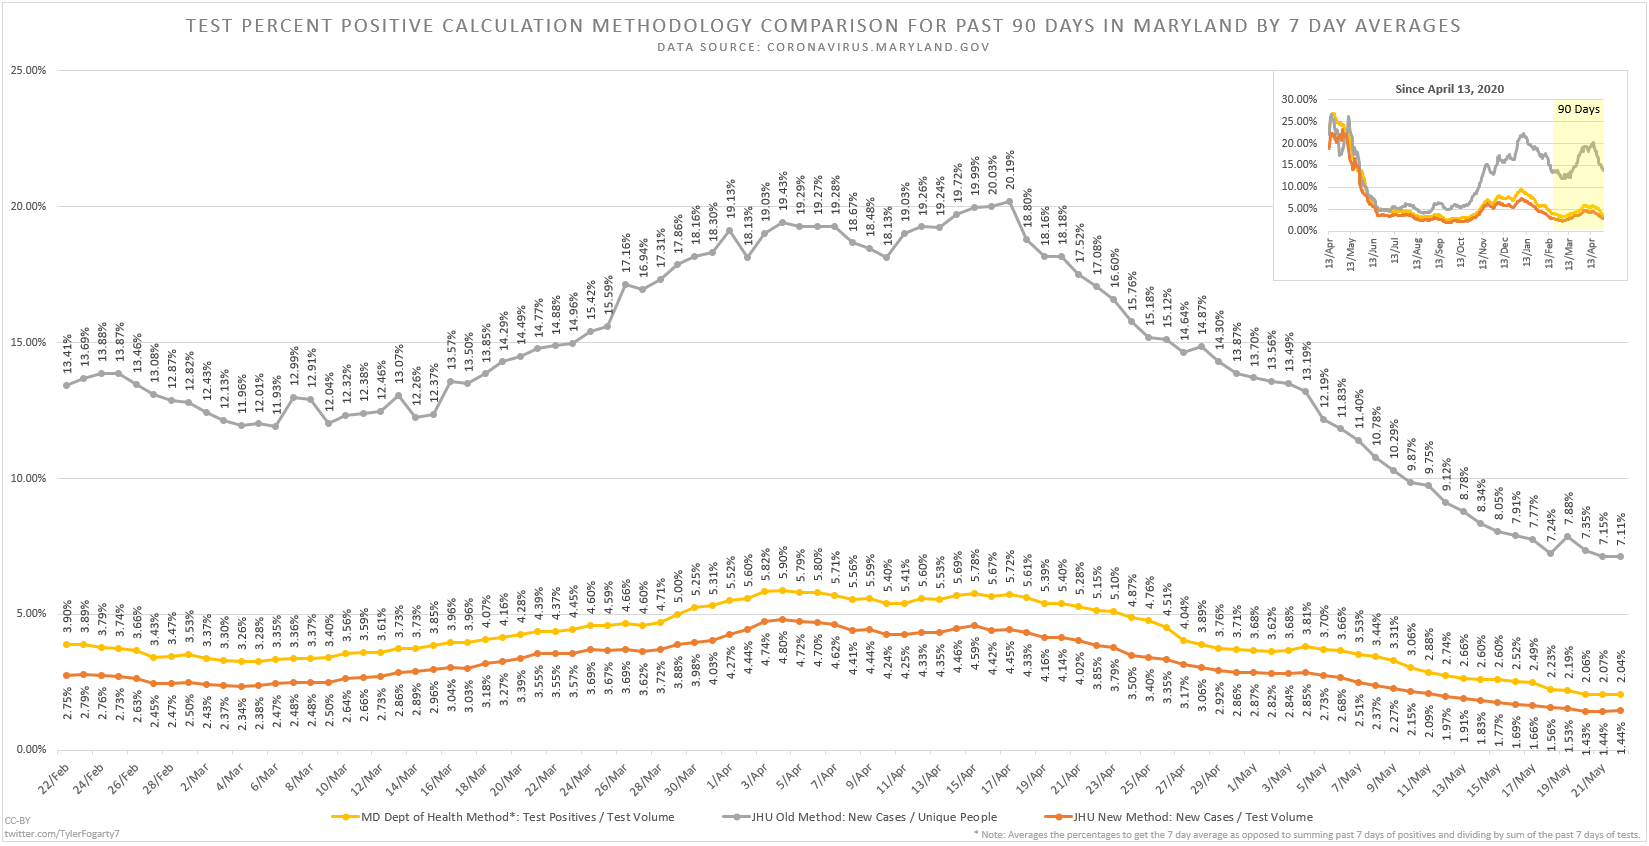 TEST PERCENT POSITIVE CALCULATION METHODOLOGY COMPARISON FOR PAST 90 DAYS IN MARYLAND BY 7 DAY AVERAGES
DATA SOURCE: CORONAVIRUS.MARYLAND.GOV
25.00%
20.00%
15.00%
10.00%
5.00%
0.00%
Since April 13, 2020
90 Days
30.00%
25.00%
20.00%
15.00%
10.00%
5.00%
0.00%
13/Apr 13/May 13/Jun 13/Jul 13/Aug 13/Sep 13/Oct 13/Nov 13/Dec 13/Jan 13/Feb 13/Mar 13/Apr
13.41% 13.69% 13.88% 13.87% 13.46% 13.08% 12.87% 12.82% 12.43% 12.13% 11.96% 12.01% 11.93% 12.99% 12.91% 12.04% 12.32% 12.38% 12.46% 13.07% 12.26% 12.37% 13.57% 13.50% 13.85% 14.29% 14.49% 14.77% 14.88% 14.96% 15.42% 15.59% 17.16% 16.94% 17.31% 17.86% 18.16% 18.30% 19.13% 18.13% 19.03% 19.43% 19.29% 19.27% 19.28% 18.67% 18.48% 18.13% 19.03% 19.26% 19.24% 19.72% 19.99% 20.03% 20.19% 18.80% 18.16% 18.18% 17.52% 17.08% 16.60% 15.76% 15.18% 15.12% 14.64% 14.87% 14.30% 13.87% 13.70% 13.56% 13.49% 13.19% 12.19% 11.83% 11.40% 10.78% 10.29% 9.87% 9.75% 9.12% 8.78% 8.34% 8.05% 7.91% 7.77% 7.24% 7.88% 7.35% 7.15% 7.11%
3.90% 3.89% 3.79% 3.74% 3.66% 3.43% 3.47% 3.53% 3.37% 3.30% 3.26% 3.28% 3.35% 3.36% 3.37% 3.40% 3.56% 3.59% 3.61% 3.73% 3.73% 3.85% 3.96% 3.96% 4.07% 4.16% 4.28% 4.39% 4.37% 4.45% 4.60% 4.59% 4.66% 4.60% 4.71% 5.00% 5.25% 5.31% 5.52% 5.60% 5.82% 5.90% 5.79% 5.80% 5.71% 5.56% 5.59% 5.40% 5.41% 5.60% 5.53% 5.69% 5.78% 5.67% 5.72% 5.61% 5.39% 5.40% 5.28% 5.15% 5.10% 4.87% 4.76% 4.51% 4.04% 3.89% 3.76% 3.71% 3.68% 3.62% 3.68% 3.81% 3.70% 3.66% 3.53% 3.44% 3.31% 3.06% 2.88% 2.74% 2.66% 2.60% 2.60% 2.52% 2.49% 2.23% 2.19% 2.06% 2.07% 2.04%
2.75% 2.79% 2.76% 2.73% 2.63% 2.45% 2.47% 2.50% 2.43% 2.37% 2.34% 2.38% 2.47% 2.48% 2.48% 2.50% 2.64% 2.66% 2.73% 2.86% 2.89% 2.96% 3.04% 3.03% 3.18% 3.27% 3.39% 3.55% 3.55% 3.57% 3.69% 3.67% 3.69% 3.62% 3.72% 3.88% 3.98% 4.03% 4.27% 4.44% 4.74% 4.80% 4.72% 4.70% 4.62% 4.41% 4.44% 4.24% 4.25% 4.33% 4.35% 4.46% 4.59% 4.42% 4.45% 4.33% 4.16% 4.14% 4.02% 3.85% 3.79% 3.50% 3.40% 3.35% 3.17% 3.06% 2.92% 2.86% 2.87% 2.82% 2.84% 2.85% 2.73% 2.68% 2.51% 2.37% 2.27% 2.15% 2.09% 1.97% 1.91% 1.83% 1.77% 1.69% 1.66% 1.56% 1.53% 1.43% 1.44% 1.44%
22/Feb 24/Feb 26/Feb 28/Feb 2/Mar 4/Mar 6/Mar 8/Mar 10/Mar 12/Mar 14/Mar 16/Mar 18/Mar 20/Mar 22/Mar 24/Mar 26/Mar 28/Mar 30/Mar 1/Apr 3/Apr 5/Apr 7/Apr 9/Apr 11/Apr 13/Apr 15/Apr 17/Apr 19/Apr 21/Apr 23/Apr 25/Apr 27/Apr 29/Apr 1/May 3/May 5/May 7/May 9/May 11/May 13/May 15/May 17/May 19/May 21/May
MD Dept of Health Method*: Test Positives / Test Volume
JHU Old Method: New Cases / Unique People
JHU New Method: New Cases / Test Volume
CC-BY
twitter.com/TylerFogarty7
* Note: Averages the percentages to get the 7 day average as opposed to summing past 7 days of positives and dividing by sum of the past 7 days of tests.